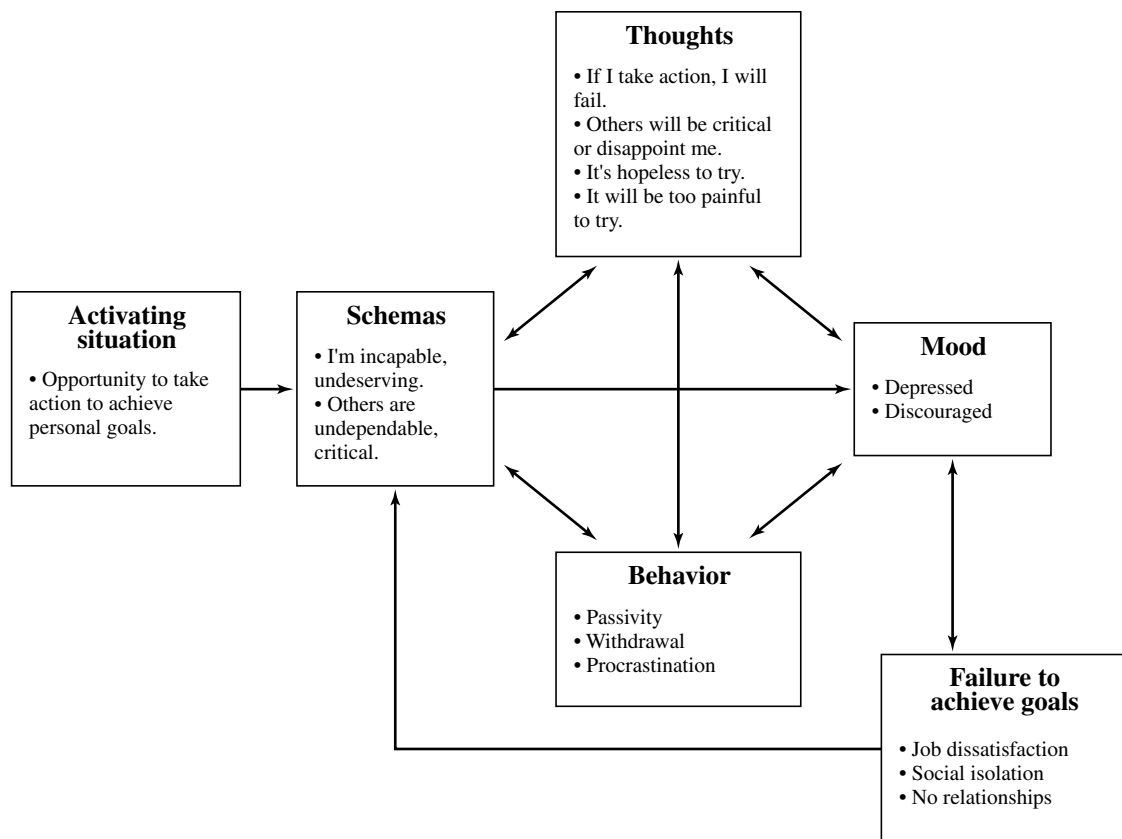 Thoughts
• If I take action, I will
fail.
• Others will be critical
or disappoint me.
• It's hopeless to try.
• It will be too painful
to try.
Activating
situation
• Opportunity to take
action to achieve
personal goals.
Schemas
• I'm incapable,
undeserving.
• Others are
undependable,
critical.
Mood
• Depressed
• Discouraged
Behavior
• Passivity
• Withdrawal
• Procrastination
Failure to
achieve goals
• Job dissatisfaction
• Social isolation
• No relationships